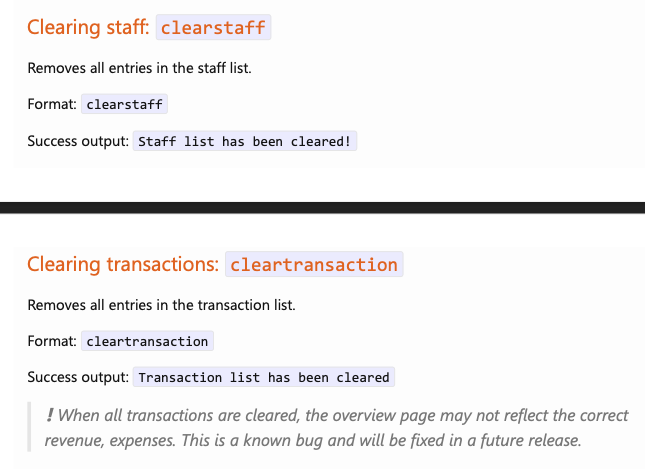 Clearing staff: clearstaff
Removes all entries in the staff list.
Format: clearstaff
Success output: Staff list has been cleared!
Clearing transactions: cleartransaction
Removes all entries in the transaction list.
Format: cleartransaction
Success output: Transaction list has been cleared
❗ When all transactions are cleared, the overview page may not reflect the correct
revenue, expenses. This is a known bug and will be fixed in a future release.